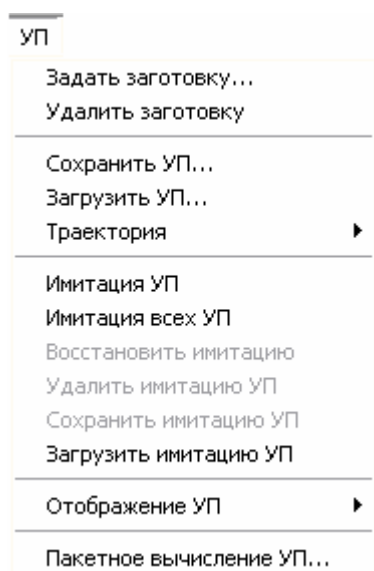 УП
Задать заготовку...
Удалить заготовку
Сохранить УП...
Загрузить УП...
Траектория
Имитация УП
Имитация всех УП
Восстановить имитацию
Удалить имитацию УП
Сохранить имитацию УП
Загрузить имитацию УП
Отображение УП
Пакетное вычисление УП...